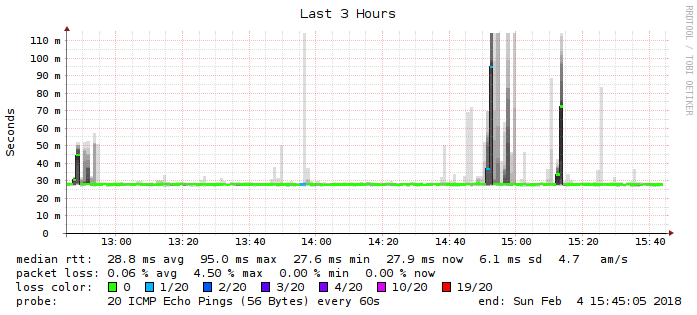 Last 3 Hours
RRDTOOL / TOBI OETIKER
Seconds
110 m
100 m
90 m
80 m
70 m
60 m
50 m
40 m
30 m
20 m
10 m
0
13:00 13:20 13:40 14:00 14:20 14:40 15:00 15:20 15:40
median rtt: 28.8 ms avg 95.0 ms max 27.6 ms min 27.9 ms now 6.1 ms sd 4.7 am/s
packet loss: 0.06 % avg 4.50 % max 0.00 % min 0.00 % now
loss color: 0 1/20 2/20 3/20 4/20 10/20 19/20
probe: 20 ICMP Echo Pings (56 Bytes) every 60s end: Sun Feb 4 15:45:05 2018